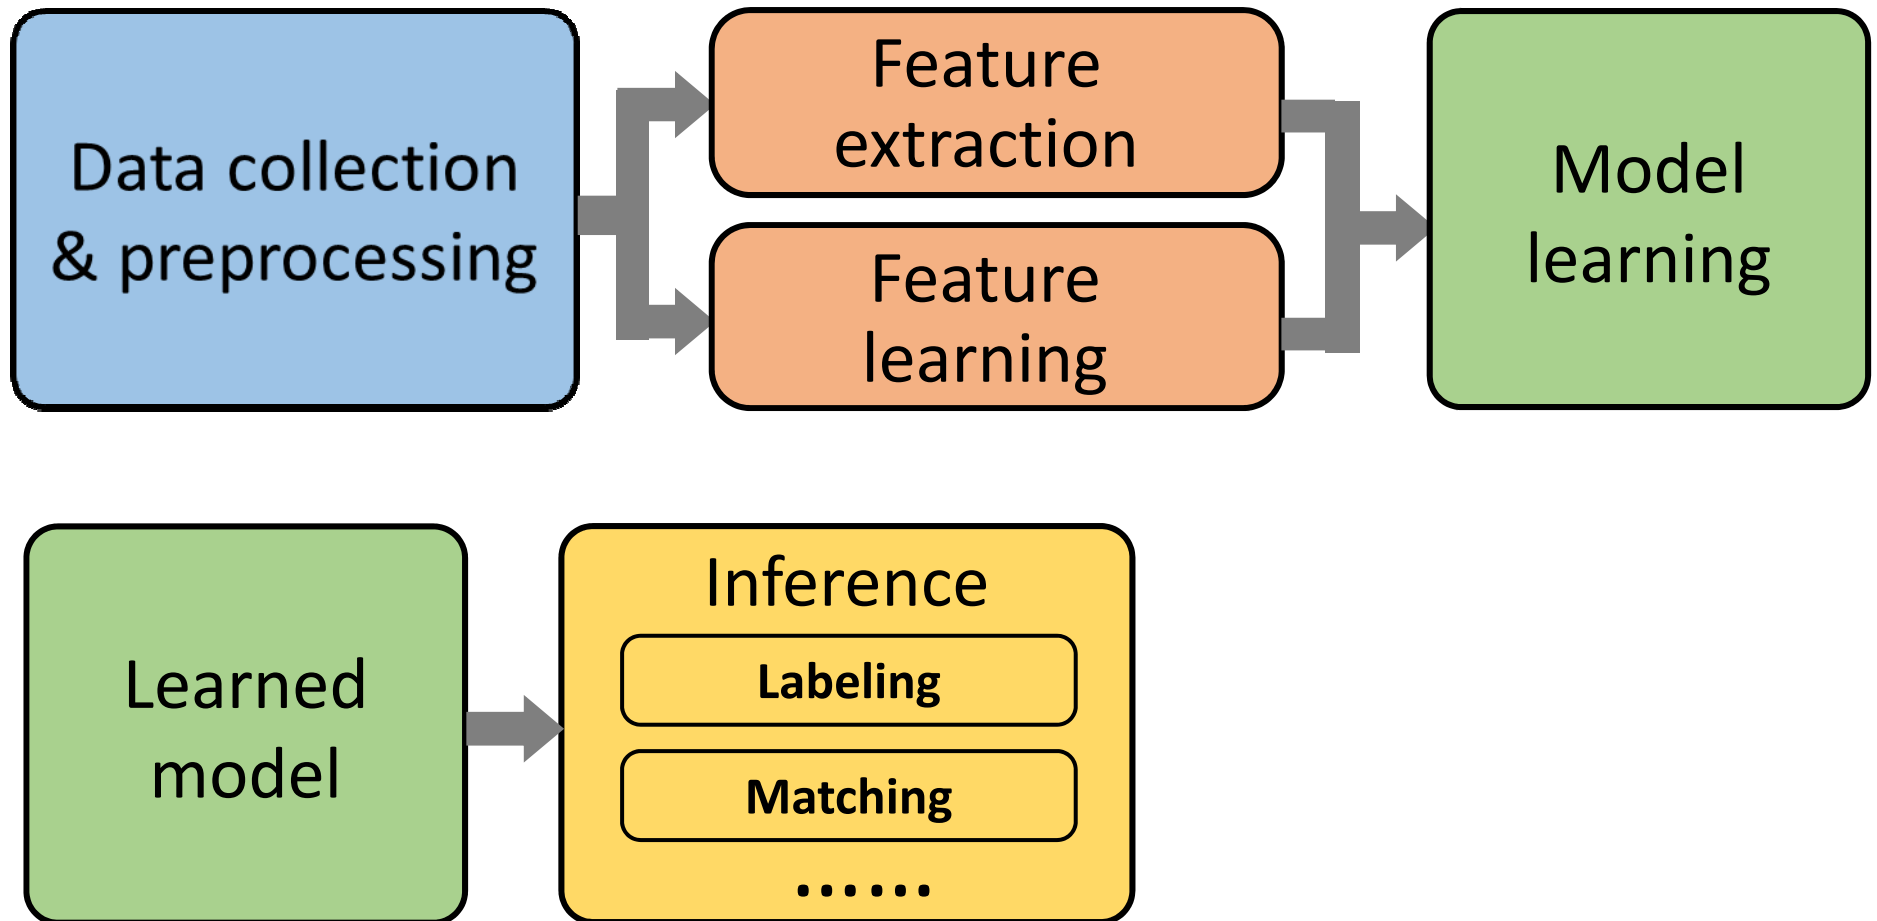 Data collection
& preprocessing
Feature
extraction
Feature
learning
Model
learning
Learned
model
Inference
Labeling
Matching
......